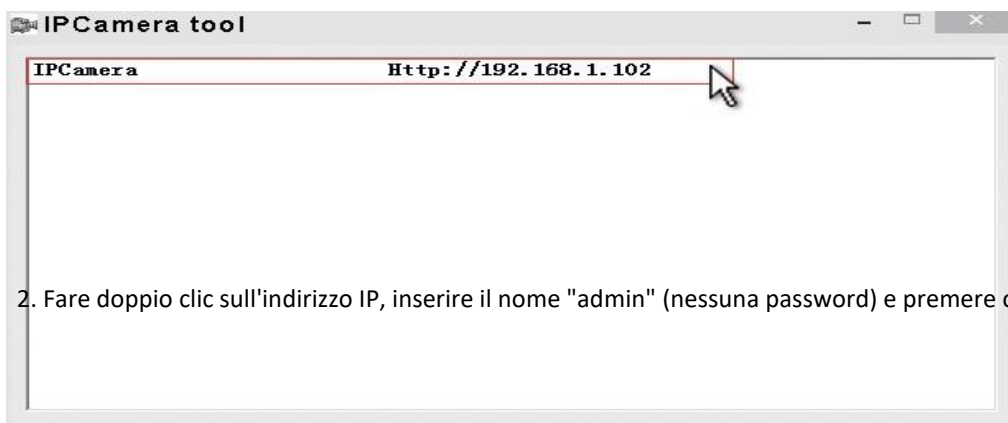 IPCamera tool
IPCamera Http://192.168.1.102
2. Fare doppio clic sull'indirizzo IP, inserire il nome "admin" (nessuna password) e premere